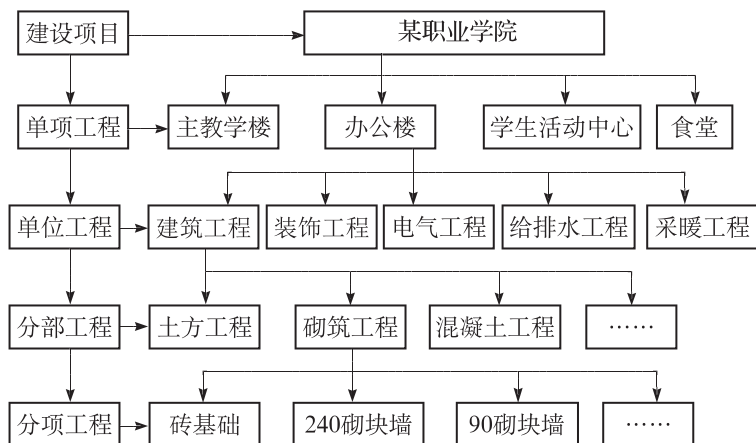 建设项目
某职业学院
单项工程
主教学楼
办公楼
学生活动中心
食堂
单位工程
建筑工程
装饰工程
电气工程
给排水工程
采暖工程
分部工程
土方工程
砌筑工程
混凝土工程
……
分项工程
砖基础
240砌块墙
90砌块墙
……